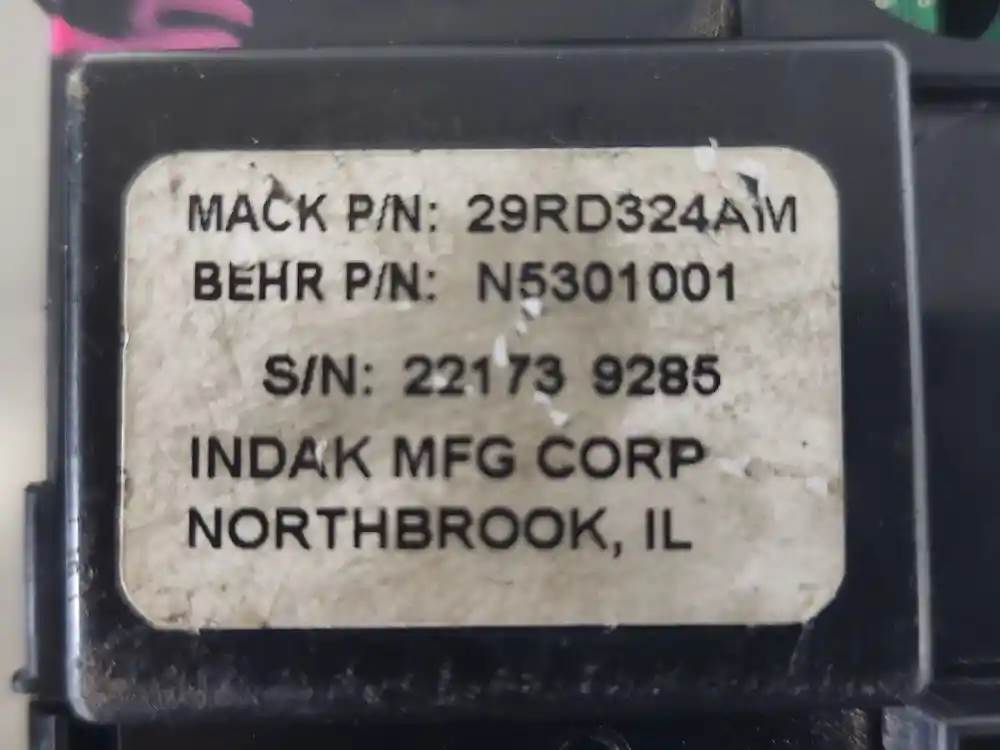 MACK P/N: 29RD324AM
BEHR P/N: N5301001
S/N: 22173 9285
INDAK MFG CORP
NORTHBROOK, IL